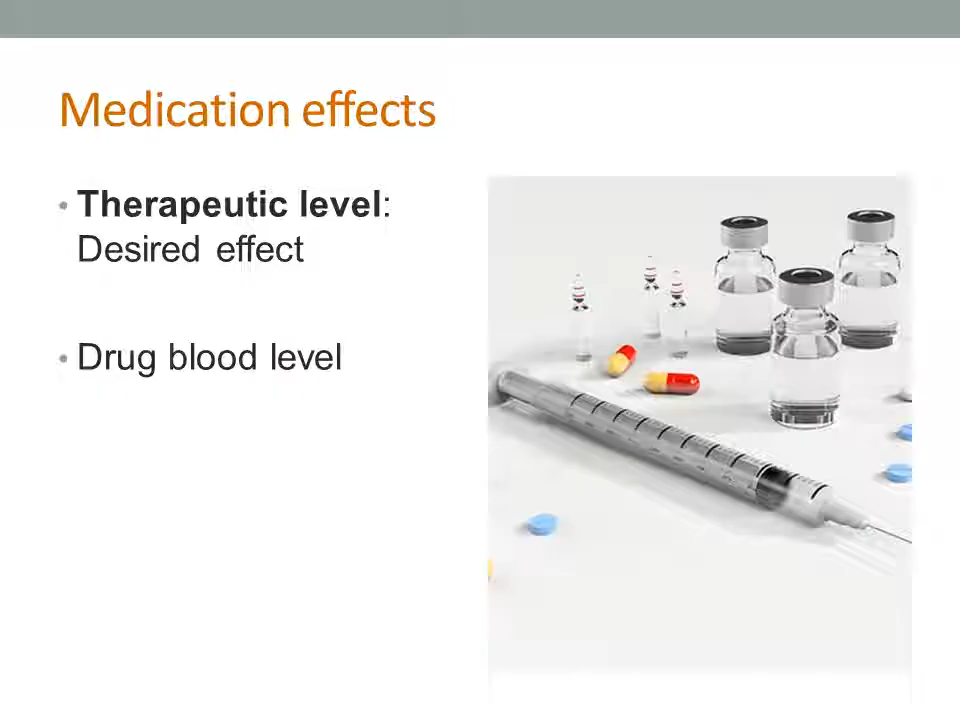 Medication effects
• Therapeutic level:
Desired effect
• Drug blood level